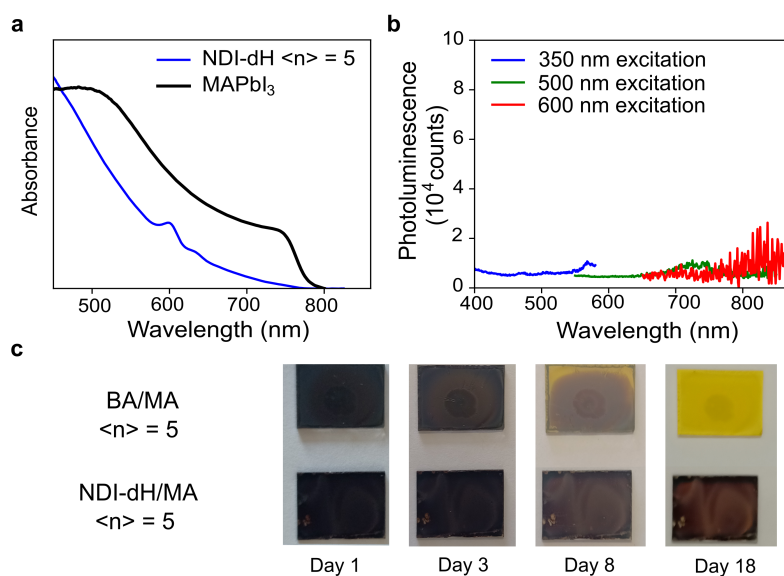 a
NDI-dH <n> = 5
MAPbI3
Absorbance
500
600
700
800
Wavelength (nm)
b
350 nm excitation
500 nm excitation
600 nm excitation
Photoluminescence
(10⁴ counts)
10
8
6
4
2
0
400
500
600
700
800
Wavelength (nm)
c
BA/MA
<n> = 5
NDI-dH/MA
<n> = 5
Day 1
Day 3
Day 8
Day 18